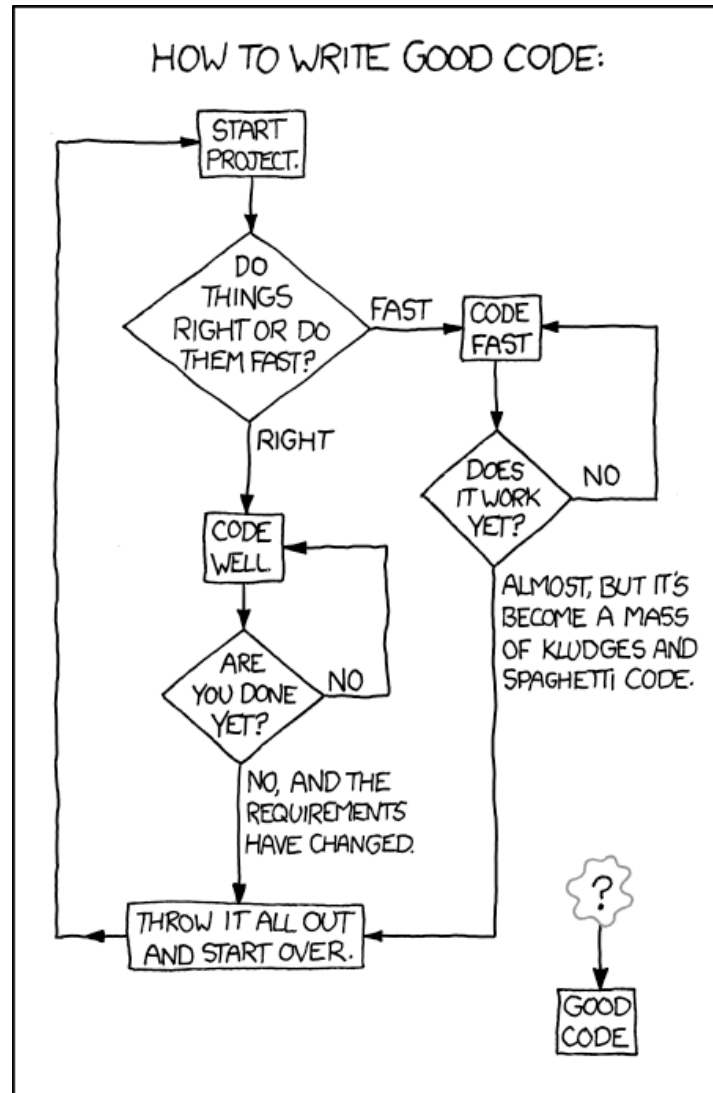 HOW TO WRITE GOOD CODE:
START
PROJECT.
DO
THINGS
RIGHT OR DO
THEM FAST?
FAST
CODE
FAST
RIGHT
DOES
IT WORK
YET?
NO
CODE
WELL.
ALMOST, BUT IT'S
BECOME A MASS
OF KLUDGES AND
SPAGHETTI CODE.
ARE
YOU DONE
YET?
NO
NO, AND THE
REQUIREMENTS
HAVE CHANGED.
THROW IT ALL OUT
AND START OVER.
?
GOOD
CODE